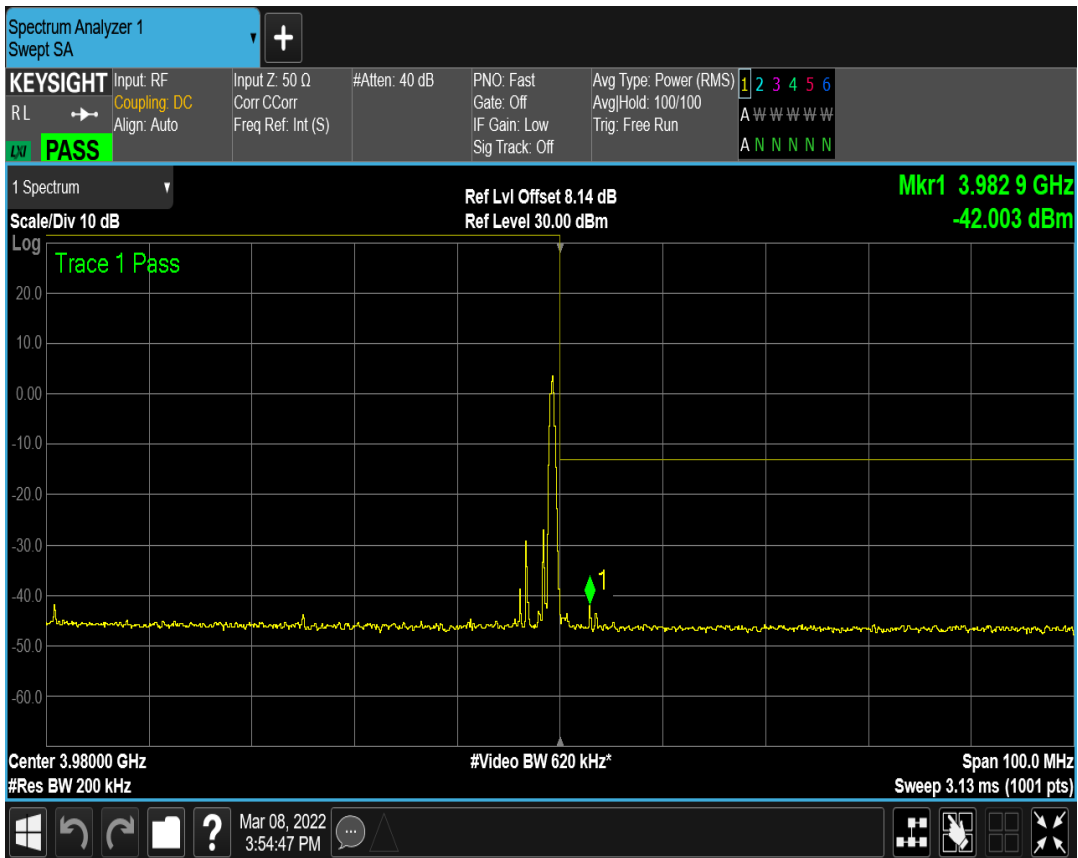 Spectrum Analyzer 1
Swept SA
+
KEYSIGHT
RL
LXI PASS
Input: RF
Coupling: DC
Align: Auto
Input Z: 50 Ω
Corr CCorr
Freq Ref: Int (S)
#Atten: 40 dB
PNO: Fast
Gate: Off
IF Gain: Low
Sig Track: Off
Avg Type: Power (RMS)
Avg|Hold: 100/100
Trig: Free Run
1 2 3 4 5 6
A W W W W W
A N N N N N
1 Spectrum
Scale/Div 10 dB
Ref Lvl Offset 8.14 dB
Ref Level 30.00 dBm
Mkr1 3.982 9 GHz
-42.003 dBm
Log
Trace 1 Pass
20.0
10.0
0.00
-10.0
-20.0
-30.0
1
-40.0
-50.0
-60.0
Center 3.98000 GHz
#Res BW 200 kHz
#Video BW 620 kHz*
Span 100.0 MHz
Sweep 3.13 ms (1001 pts)
?
Mar 08, 2022
3:54:47 PM